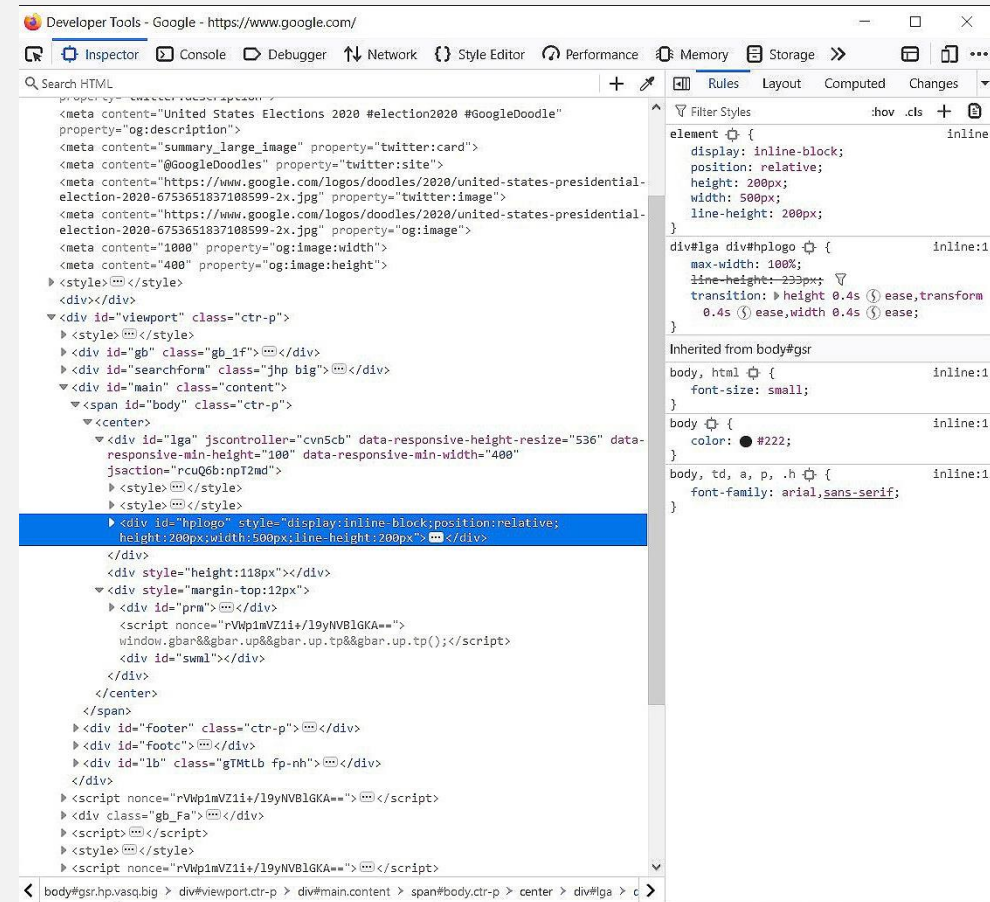 Developer Tools - Google - https://www.google.com/
Inspector Console Debugger Network {} Style Editor Performance Memory Storage
Search HTML
property="twitter:description">
<meta content="United States Elections 2020 #election2020 #GoogleDoodle"
property="og:description">
<meta content="summary_large_image" property="twitter:card">
<meta content="@GoogleDoodles" property="twitter:site">
<meta content="https://www.google.com/logos/doodles/2020/united-states-presidential-
election-2020-6753651837108599-2x.jpg" property="twitter:image">
<meta content="https://www.google.com/logos/doodles/2020/united-states-presidential-
election-2020-6753651837108599-2x.jpg" property="og:image">
<meta content="1000" property="og:image:width">
<meta content="400" property="og:image:height">
<style>…</style>
<div></div>
<div id="viewport" class="ctr-p">
<style>…</style>
<div id="gb" class="gb_1f">…</div>
<div id="searchform" class="jhp big">…</div>
<div id="main" class="content">
<span id="body" class="ctr-p">
<center>
<div id="lga" jscontroller="cvn5cb" data-responsive-height-resize="536" data-
responsive-min-height="100" data-responsive-min-width="400"
jsaction="rcuQ6b:npT2md">
<style>…</style>
<style>…</style>
<div id="hplogo" style="display:inline-block;position:relative;
height:200px;width:500px;line-height:200px">…</div>
</div>
<div style="height:118px"></div>
<div style="margin-top:12px">
<div id="prm">…</div>
<script nonce="rVWp1mVZ1i+/l9yNVBlGKA==">
window.gbar&&gbar.up&&gbar.up.tp&&gbar.up.tp();</script>
<div id="swml"></div>
</div>
</center>
</span>
<div id="footer" class="ctr-p">…</div>
<div id="footc">…</div>
<div id="lb" class="gTMtLb fp-nh">…</div>
</div>
<script nonce="rVWp1mVZ1i+/l9yNVBlGKA==">…</script>
<div class="gb_Fa">…</div>
<script>…</script>
<style>…</style>
<script nonce="rVWp1mVZ1i+/l9yNVBlGKA==">…</script>
body#gsr.hp.vasq.big > div#viewport.ctr-p > div#main.content > span#body.ctr-p > center > div#lga >
Rules Layout Computed Changes
Filter Styles :hov .cls +
element { inline
display: inline-block;
position: relative;
height: 200px;
width: 500px;
line-height: 200px;
}
div#lga div#hplogo { inline:1
max-width: 100%;
line-height: 233px;
transition: height 0.4s ease,transform
0.4s ease,width 0.4s ease;
}
Inherited from body#gsr
body, html { inline:1
font-size: small;
}
body { inline:1
color: #222;
}
body, td, a, p, .h { inline:1
font-family: arial,sans-serif;
}